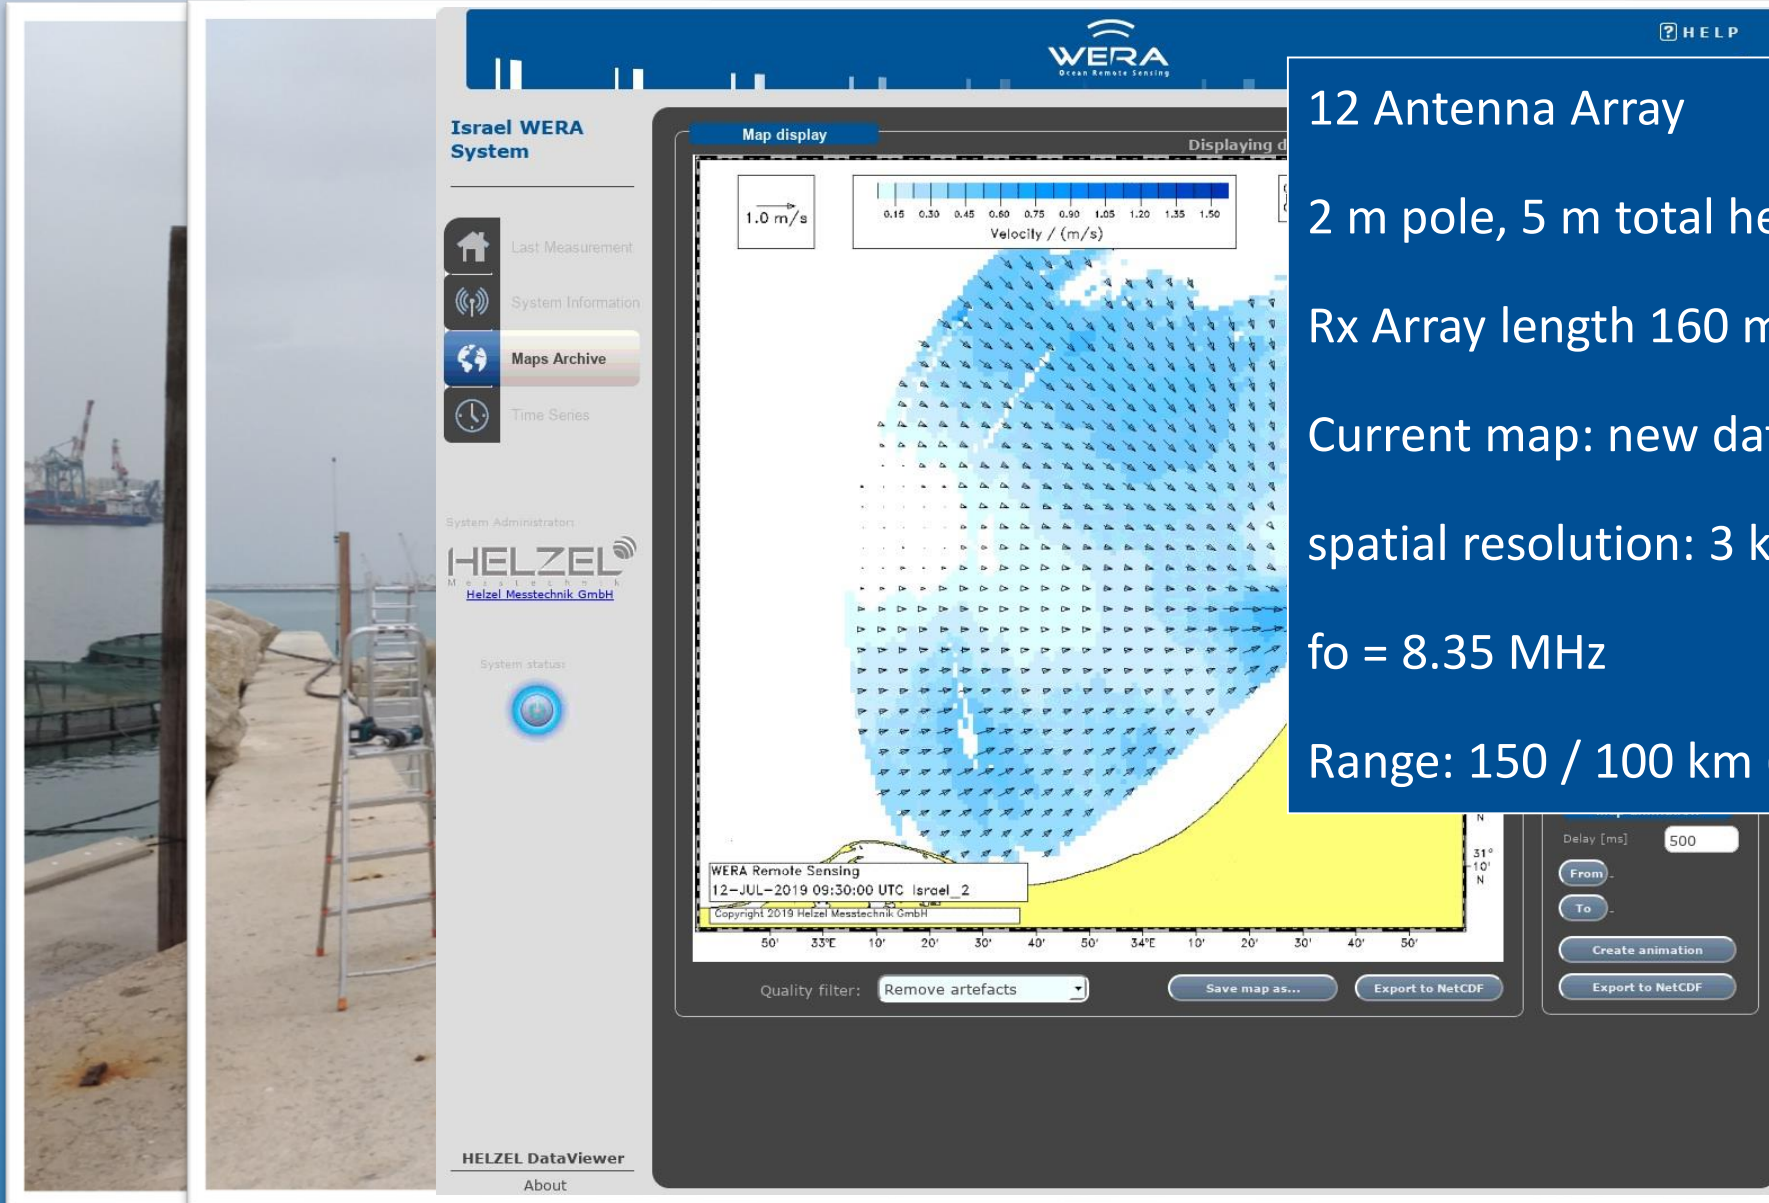 WERA
Ocean Remote Sensing
? HELP
Israel WERA
System
Last Measurement
System Information
Maps Archive
Time Series
System Administrator:
HELZEL
Messtechnik
Helzel Messtechnik GmbH
System status:
HELZEL DataViewer
About
Map display
Displaying d
1.0 m/s
0.15 0.30 0.45 0.60 0.75 0.90 1.05 1.20 1.35 1.50
Velocity / (m/s)
12 Antenna Array
2 m pole, 5 m total he
Rx Array length 160 m
Current map: new dat
spatial resolution: 3 k
fo = 8.35 MHz
Range: 150 / 100 km
N
31°
10'
N
WERA Remote Sensing
12-JUL-2019 09:30:00 UTC Israel_2
Copyright 2019 Helzel Messtechnik GmbH
50' 33°E 10' 20' 30' 40' 50' 34°E 10' 20' 30' 40' 50'
Quality filter: Remove artefacts
Save map as...
Export to NetCDF
Delay [ms] 500
From -
To -
Create animation
Export to NetCDF